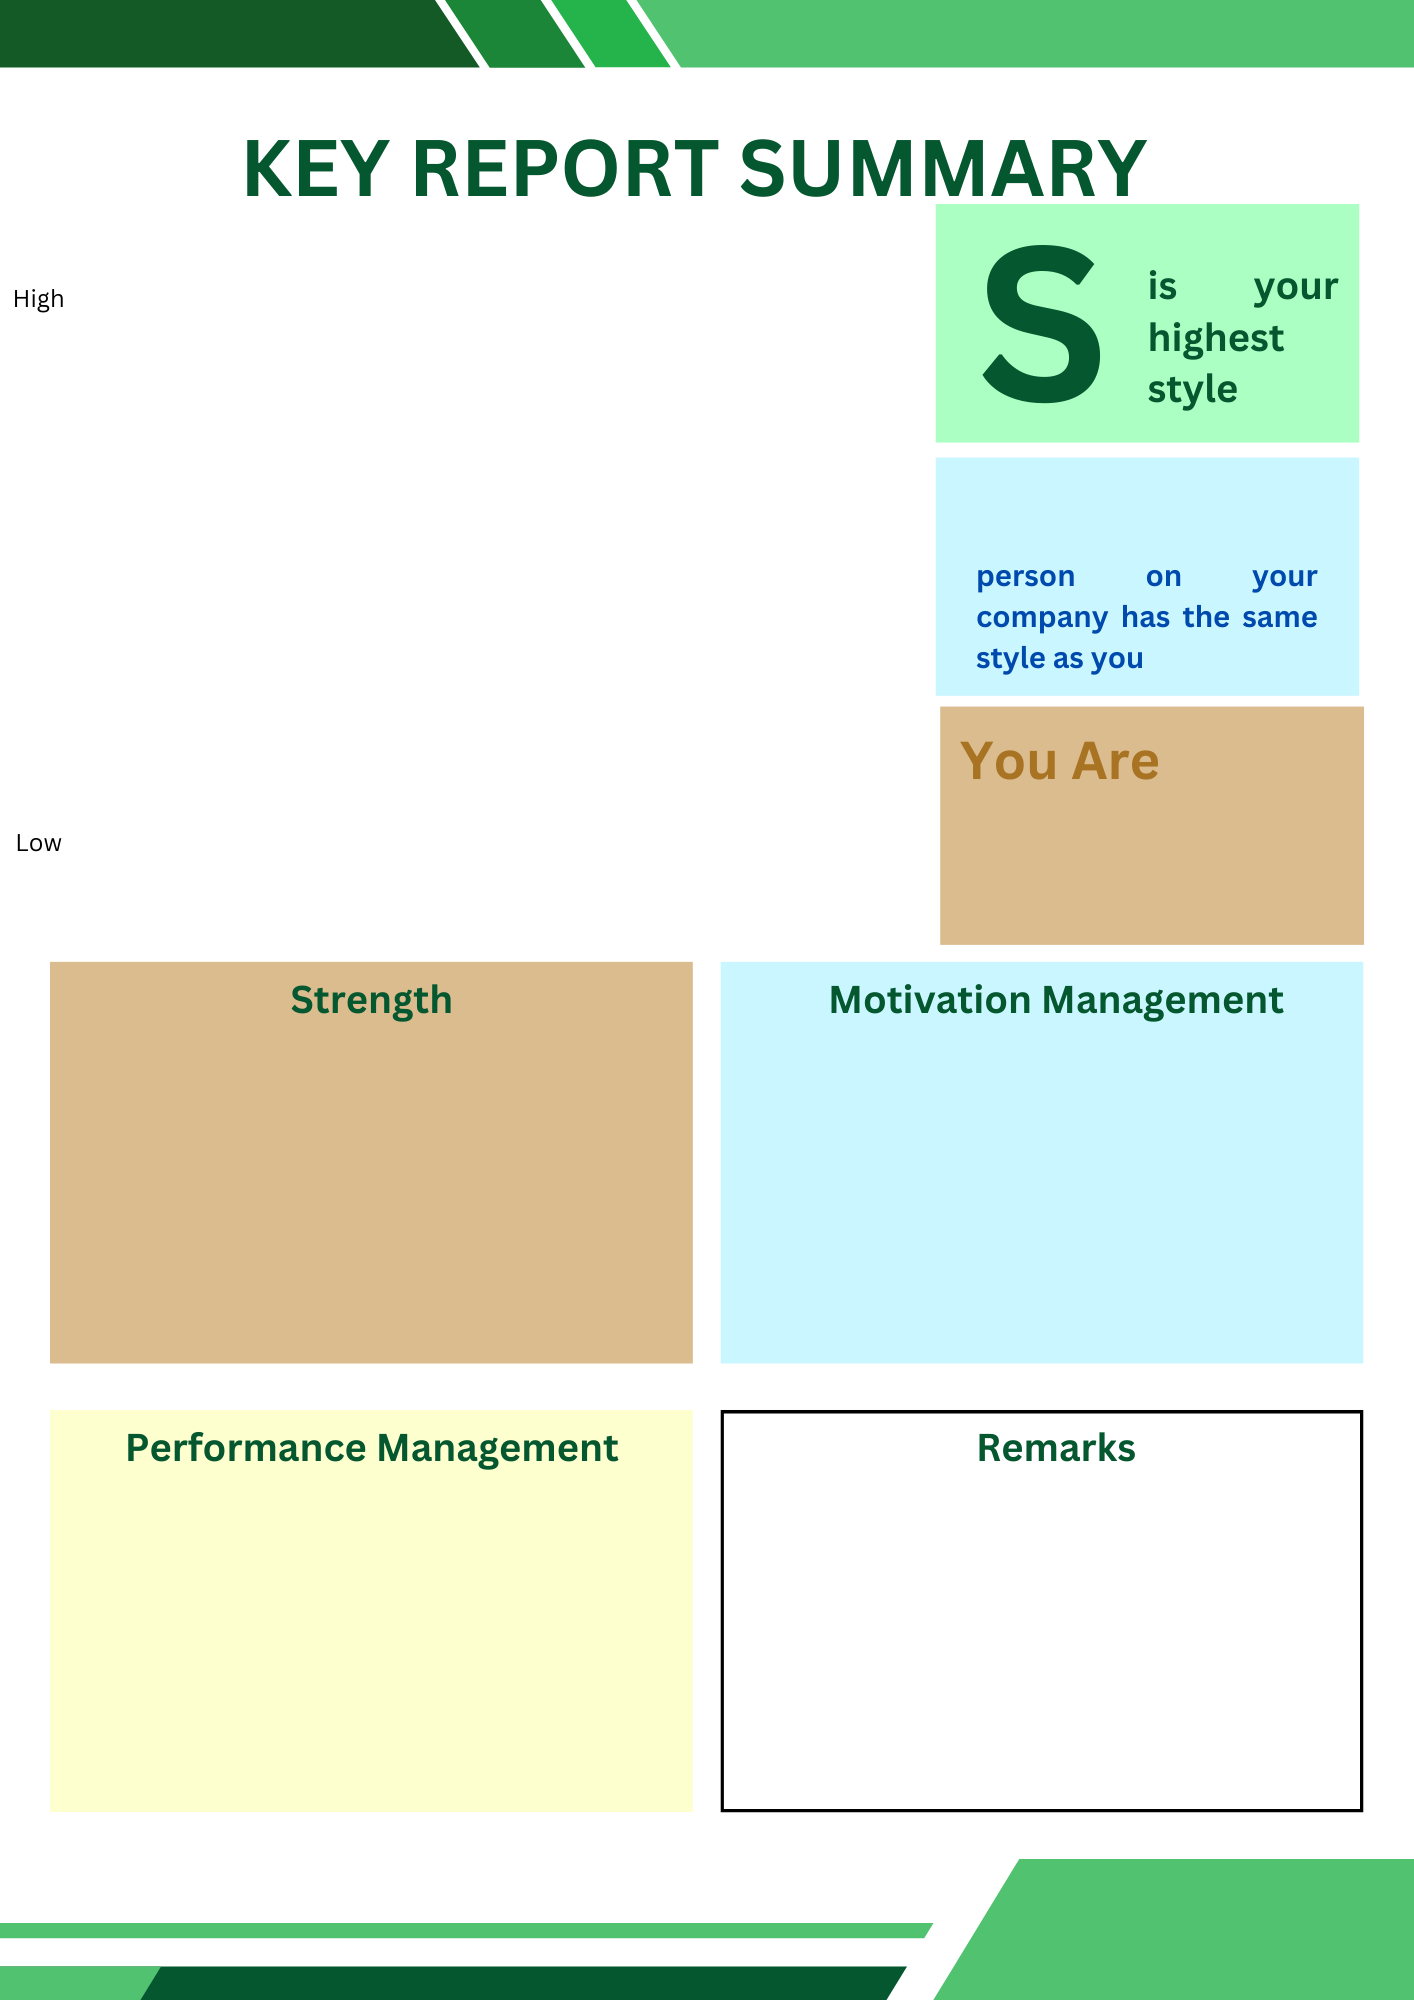 KEY REPORT SUMMARY
High
S
is your
highest
style
person on your
company has the same
style as you
You Are
Low
Strength
Motivation Management
Performance Management
Remarks